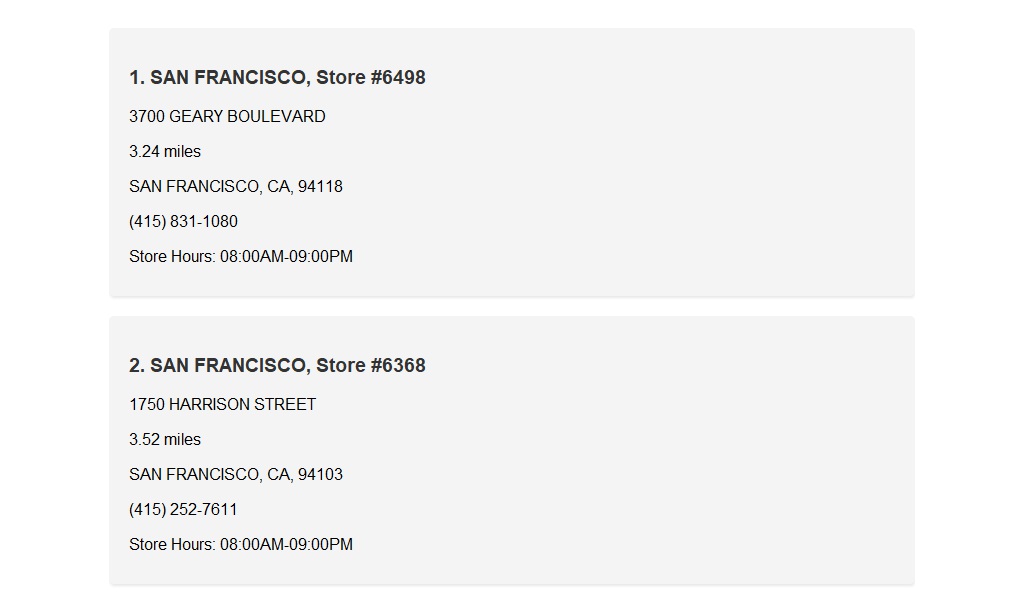 1. SAN FRANCISCO, Store #6498
3700 GEARY BOULEVARD
3.24 miles
SAN FRANCISCO, CA, 94118
(415) 831-1080
Store Hours: 08:00AM-09:00PM
2. SAN FRANCISCO, Store #6368
1750 HARRISON STREET
3.52 miles
SAN FRANCISCO, CA, 94103
(415) 252-7611
Store Hours: 08:00AM-09:00PM